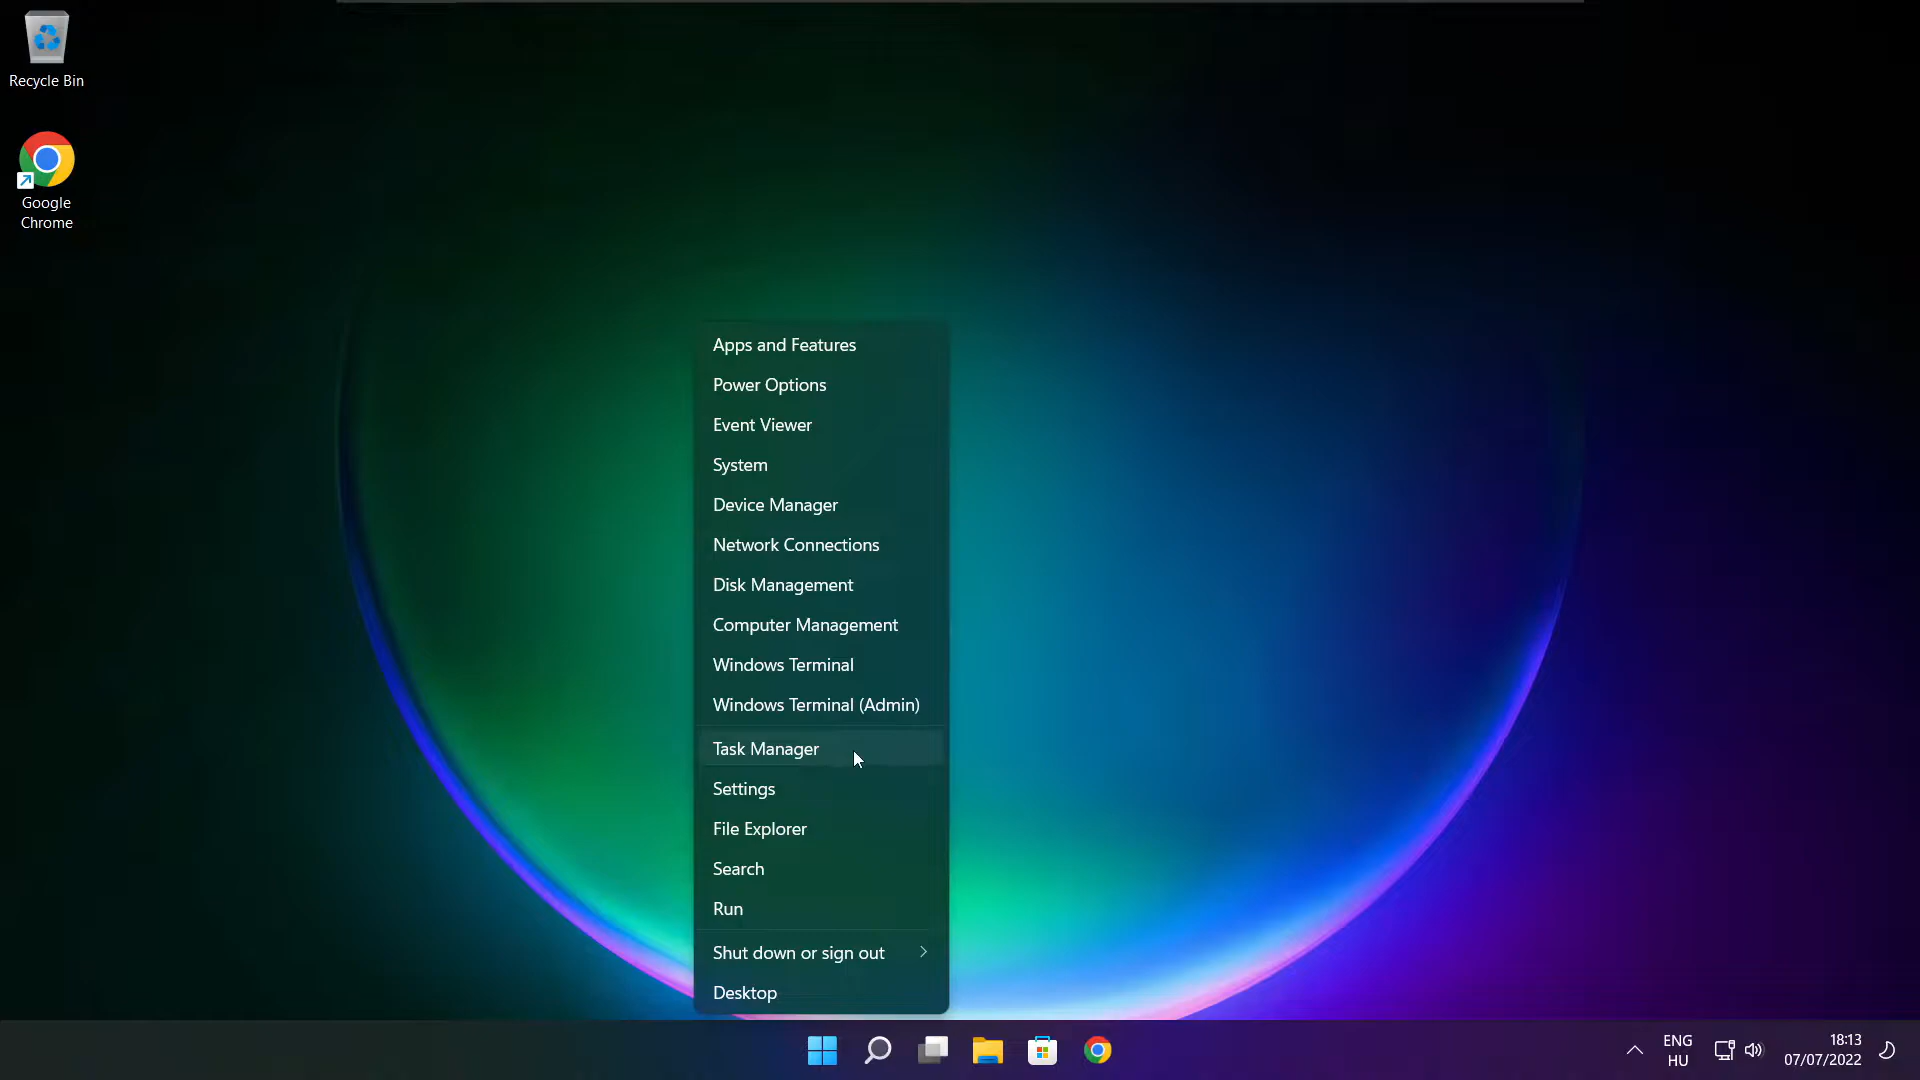 Recycle Bin
Google
Chrome
Apps and Features
Power Options
Event Viewer
System
Device Manager
Network Connections
Disk Management
Computer Management
Windows Terminal
Windows Terminal (Admin)
Task Manager
Settings
File Explorer
Search
Run
Shut down or sign out
Desktop
ENG
HU
18:13
07/07/2022